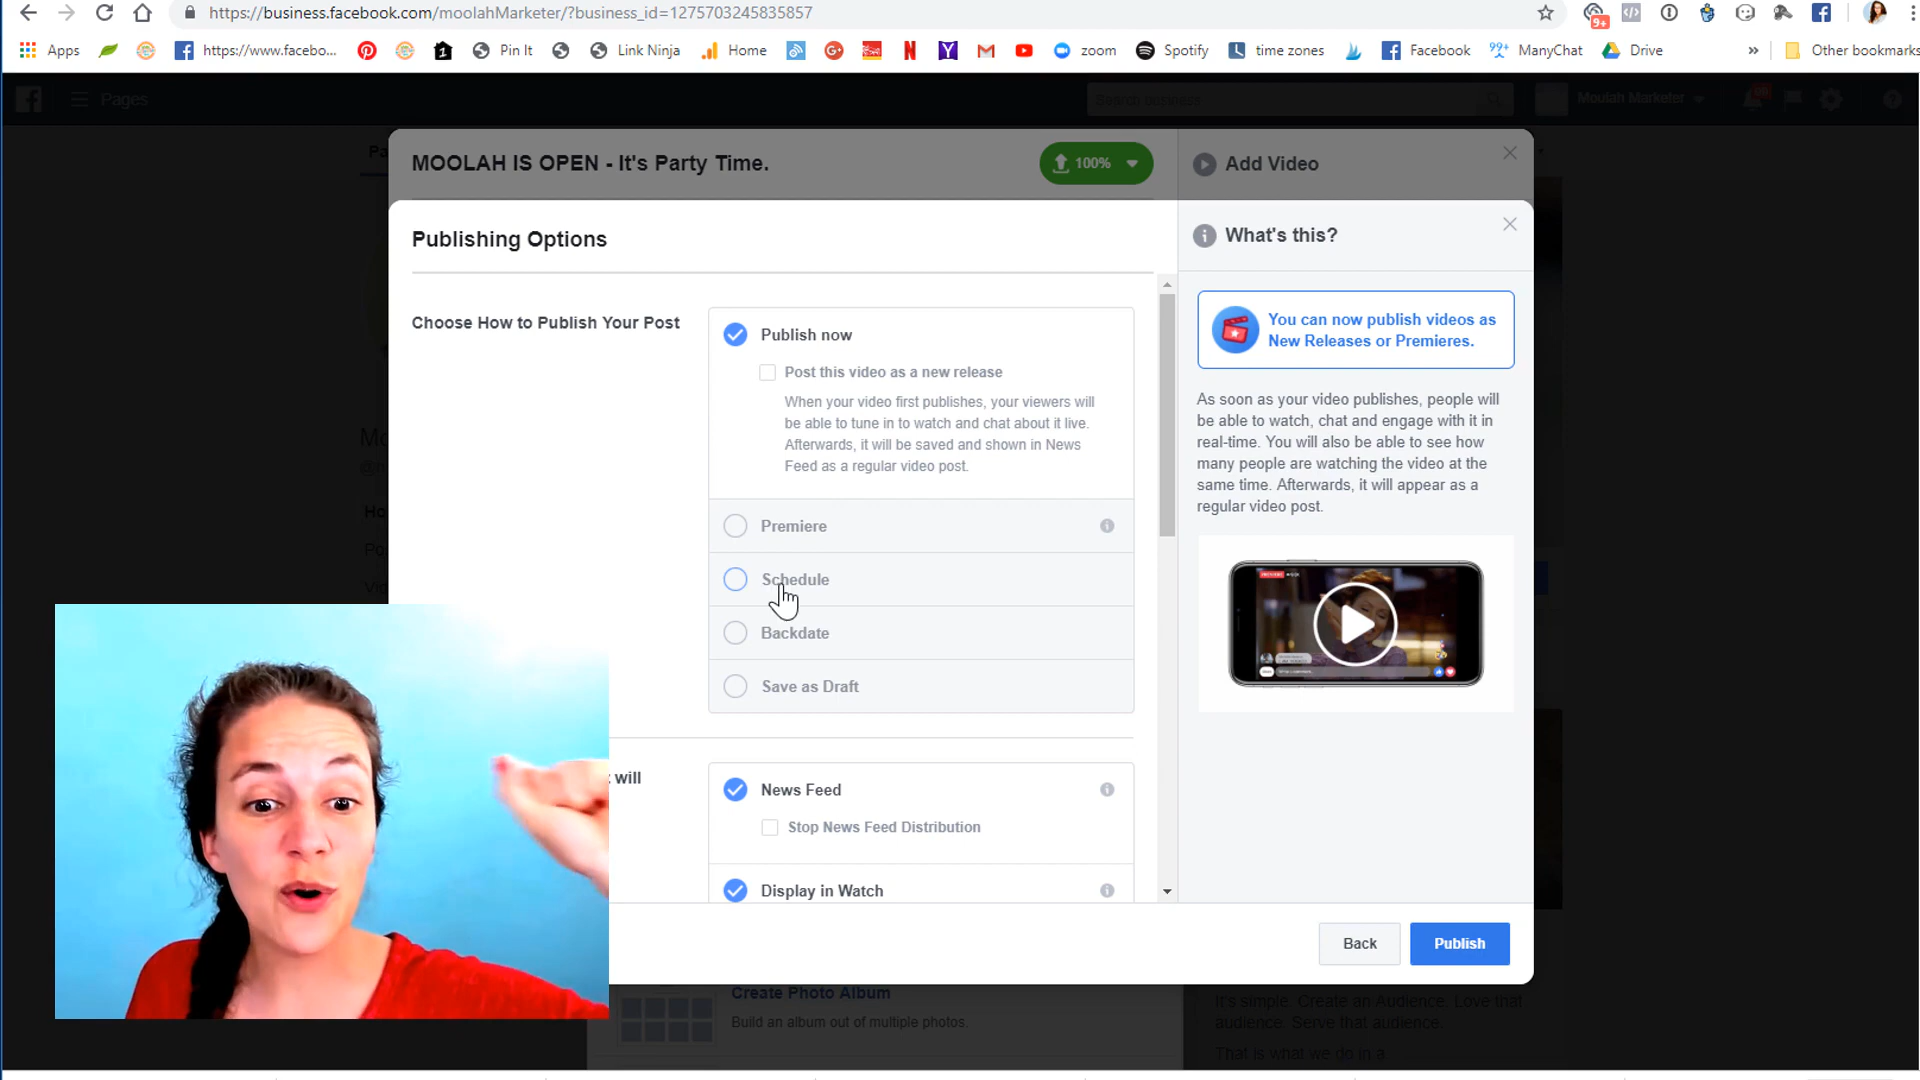 https://business.facebook.com/moolahMarketer/?business_id=1275703245835857
9+
Apps
https://www.facebo...
Pin It
Link Ninja
Home
zoom
Spotify
time zones
Facebook
99+
ManyChat
Drive
»
Other bookmarks
Pages
Search business
Moolah Marketer
MOOLAH IS OPEN - It's Party Time.
100%
Add Video
Publishing Options
What's this?
Choose How to Publish Your Post
Publish now
Post this video as a new release
When your video first publishes, your viewers will
be able to tune in to watch and chat about it live.
Afterwards, it will be saved and shown in News
Feed as a regular video post.
Premiere
Schedule
Backdate
Save as Draft
You can now publish videos as
New Releases or Premieres.
As soon as your video publishes, people will
be able to watch, chat and engage with it in
real-time. You will also be able to see how
many people are watching the video at the
same time. Afterwards, it will appear as a
regular video post.
will
News Feed
Stop News Feed Distribution
Display in Watch
Back
Publish
Create Photo Album
Build an album out of multiple photos.
It's simple. Create an Audience. Love that
audience. Serve that audience.
That is what we do in a